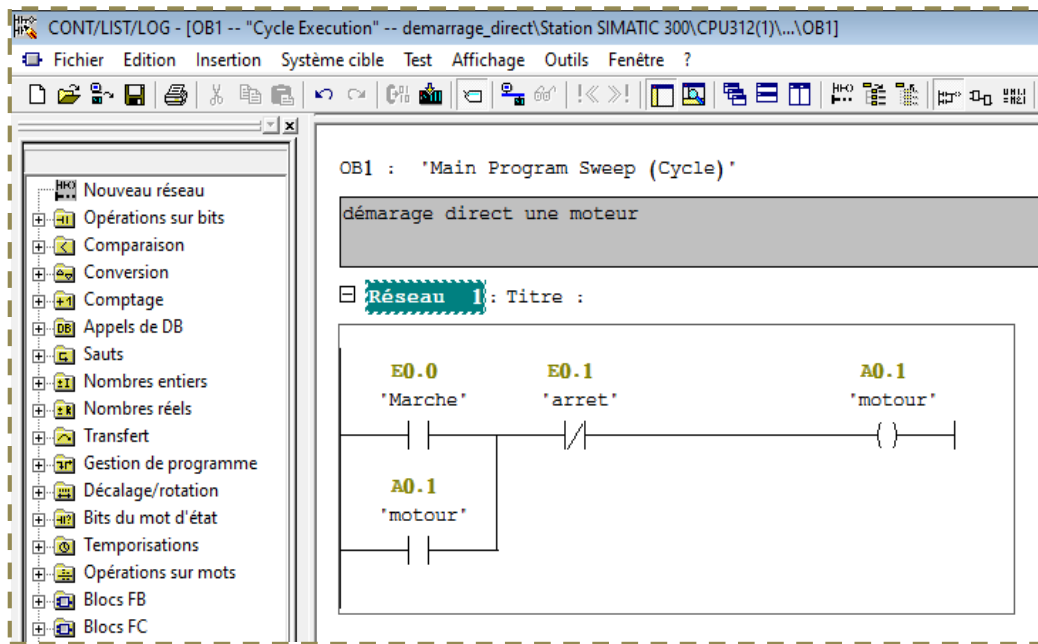 CONT/LIST/LOG - [OB1 -- "Cycle Execution" -- demarrage_direct\Station SIMATIC 300\CPU312(1)\...\OB1]
Fichier Edition Insertion Système cible Test Affichage Outils Fenêtre ?
Nouveau réseau
Opérations sur bits
Comparaison
Conversion
Comptage
Appels de DB
Sauts
Nombres entiers
Nombres réels
Transfert
Gestion de programme
Décalage/rotation
Bits du mot d'état
Temporisations
Opérations sur mots
Blocs FB
Blocs FC
OB1 : "Main Program Sweep (Cycle)"
démarage direct une moteur
Réseau 1: Titre :
E0.0 E0.1 A0.1
"Marche" "arret" "motour"
A0.1
"motour"